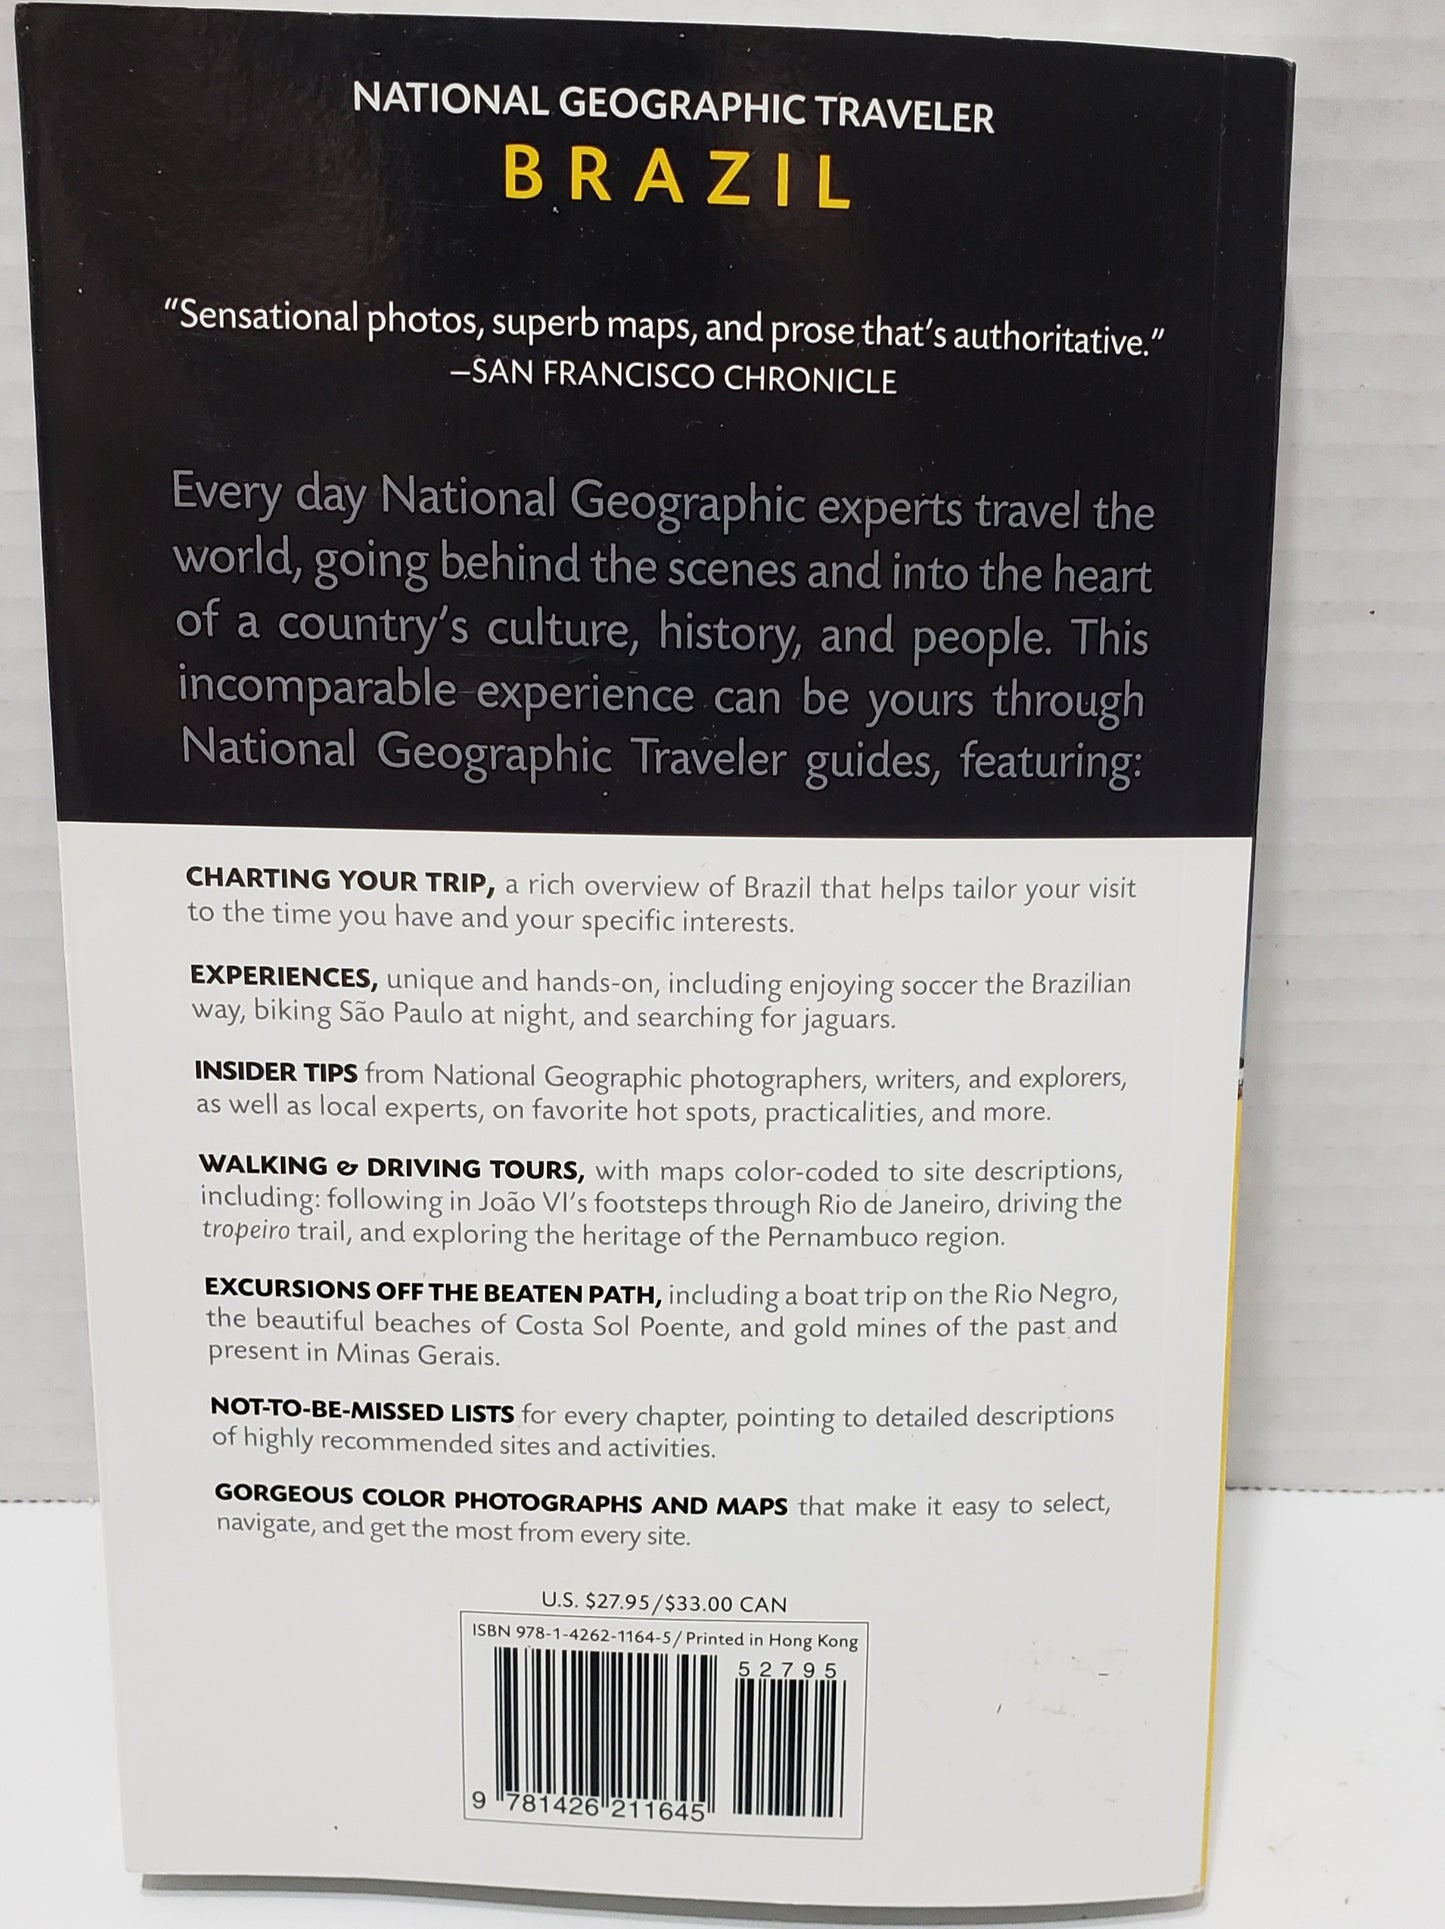 NATIONAL GEOGRAPHIC TRAVELER
BRAZIL
“Sensational photos, superb maps, and prose that’s authoritative.”
–SAN FRANCISCO CHRONICLE
Every day National Geographic experts travel the
world, going behind the scenes and into the heart
of a country’s culture, history, and people. This
incomparable experience can be yours through
National Geographic Traveler guides, featuring:
CHARTING YOUR TRIP, a rich overview of Brazil that helps tailor your visit
to the time you have and your specific interests.
EXPERIENCES, unique and hands-on, including enjoying soccer the Brazilian
way, biking São Paulo at night, and searching for jaguars.
INSIDER TIPS from National Geographic photographers, writers, and explorers,
as well as local experts, on favorite hot spots, practicalities, and more.
WALKING & DRIVING TOURS, with maps color-coded to site descriptions,
including: following in João VI’s footsteps through Rio de Janeiro, driving the
tropeiro trail, and exploring the heritage of the Pernambuco region.
EXCURSIONS OFF THE BEATEN PATH, including a boat trip on the Rio Negro,
the beautiful beaches of Costa Sol Poente, and gold mines of the past and
present in Minas Gerais.
NOT-TO-BE-MISSED LISTS for every chapter, pointing to detailed descriptions
of highly recommended sites and activities.
GORGEOUS COLOR PHOTOGRAPHS AND MAPS that make it easy to select,
navigate, and get the most from every site.
U.S. $27.95/$33.00 CAN
ISBN 978-1-4262-1164-5/Printed in Hong Kong
52795
9 781426 211645